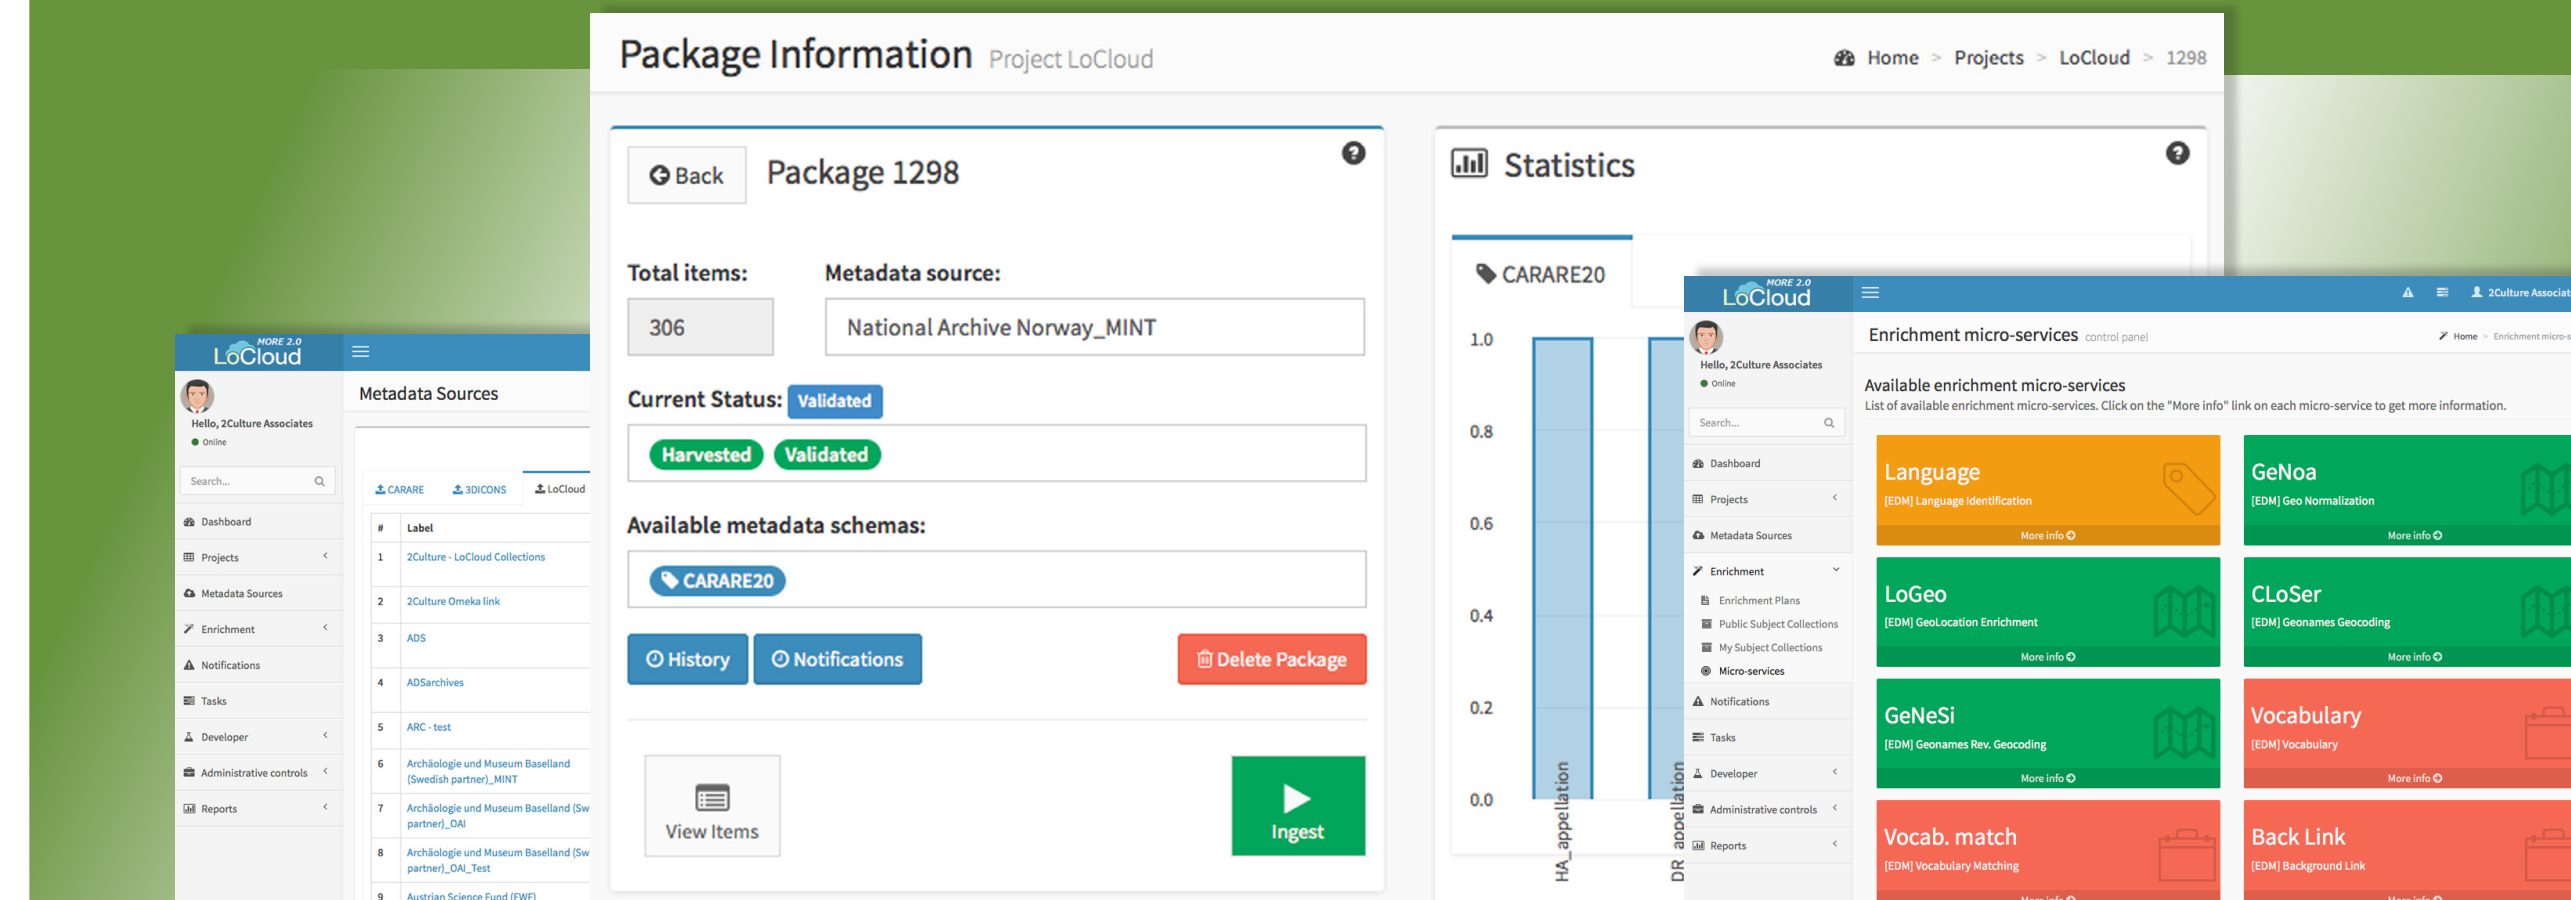 Package Information Project LoCloud
Home > Projects > LoCloud > 1298
Back
Package 1298
Total items:
Metadata source:
306
National Archive Norway_MINT
Current Status: Validated
Harvested Validated
Available metadata schemas:
CARARE20
History
Notifications
Delete Package
View Items
Ingest
Statistics
CARARE20
1.0
0.8
0.6
0.4
0.2
0.0
HA_appellation
DR_appellation
MORE 2.0
LoCloud
Hello, 2Culture Associates
Online
Search...
Dashboard
Projects
Metadata Sources
Enrichment
Notifications
Tasks
Developer
Administrative controls
Reports
Metadata Sources
CARARE
3DICONS
LoCloud
# Label
1 2Culture - LoCloud Collections
2 2Culture Omeka link
3 ADS
4 ADSarchives
5 ARC - test
6 Archäologie und Museum Baselland
(Swedish partner)_MINT
7 Archäologie und Museum Baselland (Sw
partner)_OAI
8 Archäologie und Museum Baselland (Sw
partner)_OAI_Test
9 Austrian Science Fund (FWF)
MORE 2.0
LoCloud
2Culture Associat
Hello, 2Culture Associates
Online
Search...
Dashboard
Projects
Metadata Sources
Enrichment
Enrichment Plans
Public Subject Collections
My Subject Collections
Micro-services
Notifications
Tasks
Developer
Administrative controls
Reports
Enrichment micro-services control panel
Home > Enrichment micro-s
Available enrichment micro-services
List of available enrichment micro-services. Click on the "More info" link on each micro-service to get more information.
Language
[EDM] Language Identification
More info
GeNoa
[EDM] Geo Normalization
More info
LoGeo
[EDM] GeoLocation Enrichment
More info
CLoSer
[EDM] Geonames Geocoding
More info
GeNeSi
[EDM] Geonames Rev. Geocoding
More info
Vocabulary
[EDM] Vocabulary
More info
Vocab. match
[EDM] Vocabulary Matching
More info
Back Link
[EDM] Background Link
More info